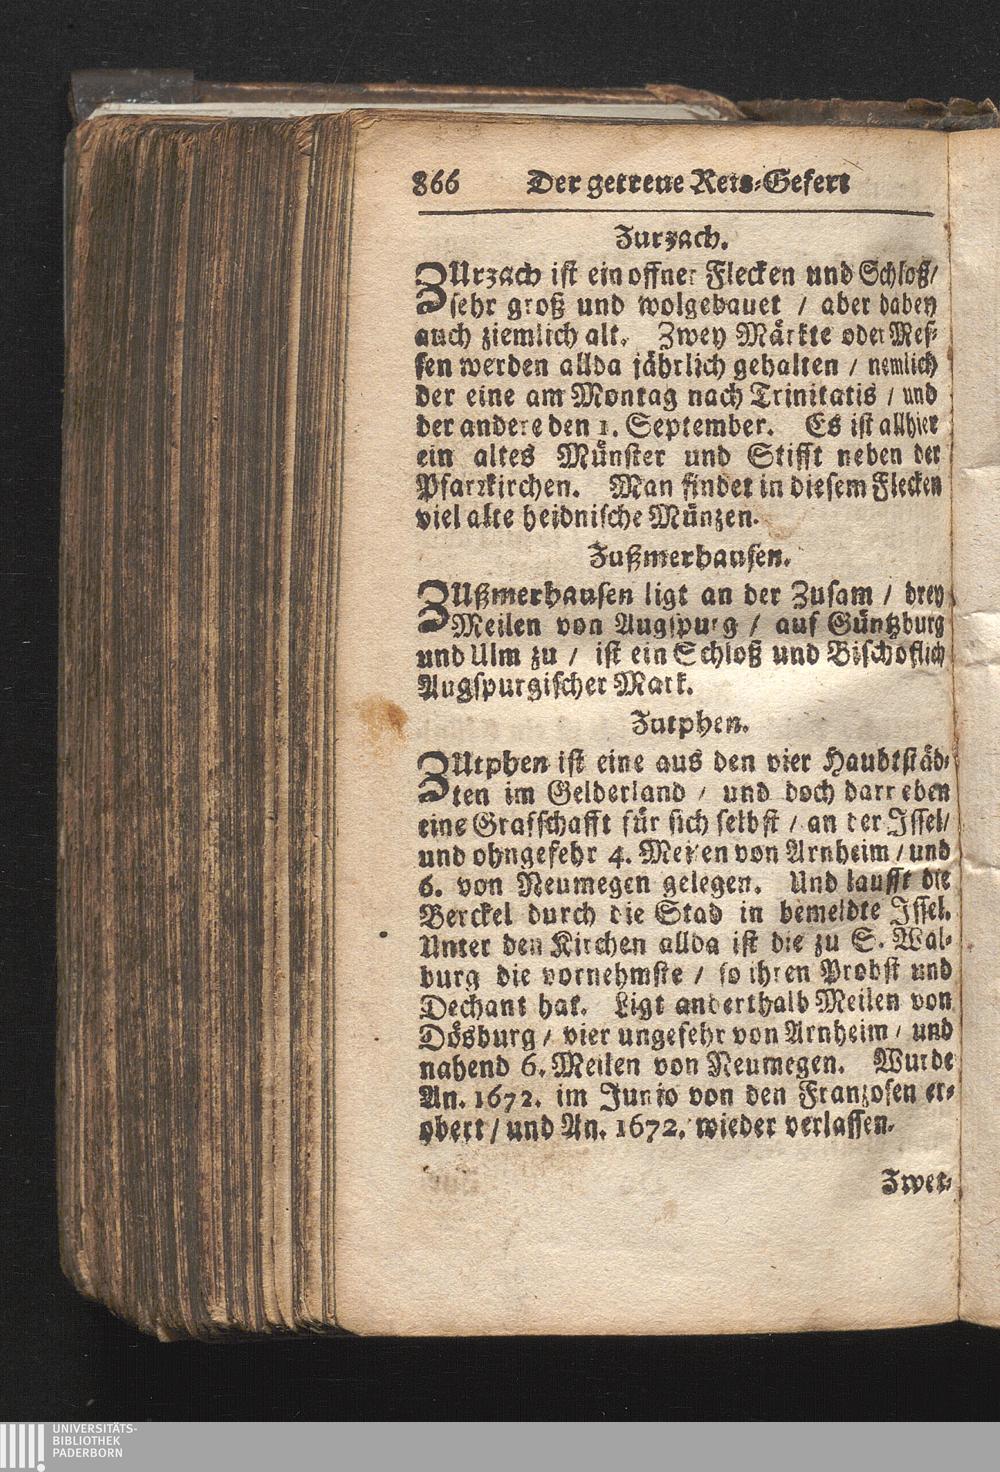 866 Der getreue Reis-Gefert
Zurzach.
ZUrzach ist ein offner Flecken und Schloß/
sehr groß und wolgebauet / aber dabey
auch ziemlich alt. Zwey Märkte oder Mes-
sen werden allda jährlich gehalten / nemlich
der eine am Montag nach Trinitatis / und
der andere den 1. September. Es ist allhier
ein altes Münster und Stifft neben der
Pfarrkirchen. Man findet in diesem Flecken
viel alte heidnische Münzen.
Zußmerhausen.
ZUßmerhausen ligt an der Zusam / drey
Meilen von Augspurg / auf Güntzburg
und Ulm zu / ist ein Schloß und Bischoflich
Augspurgischer Mark.
Zutphen.
ZUtphen ist eine aus den vier Haubtstäd-
ten im Gelderland / und doch darneben
eine Grafschafft für sich selbst / an der Issel/
und ohngefehr 4. Meilen von Arnheim / und
6. von Neumegen gelegen. Und laufft die
Berckel durch die Stad in bemeldte Issel.
Unter den Kirchen allda ist die zu S. Wal-
burg die vornehmste / so ihren Probst und
Dechant hat. Ligt anderthalb Meilen von
Dösburg / vier ungefehr von Arnheim / und
nahend 6. Meilen von Neumegen. Wurde
An. 1672. im Junio von den Franzosen er-
obert / und An. 1672. wieder verlassen.
Zwet-
UNIVERSITÄTS-
BIBLIOTHEK
PADERBORN